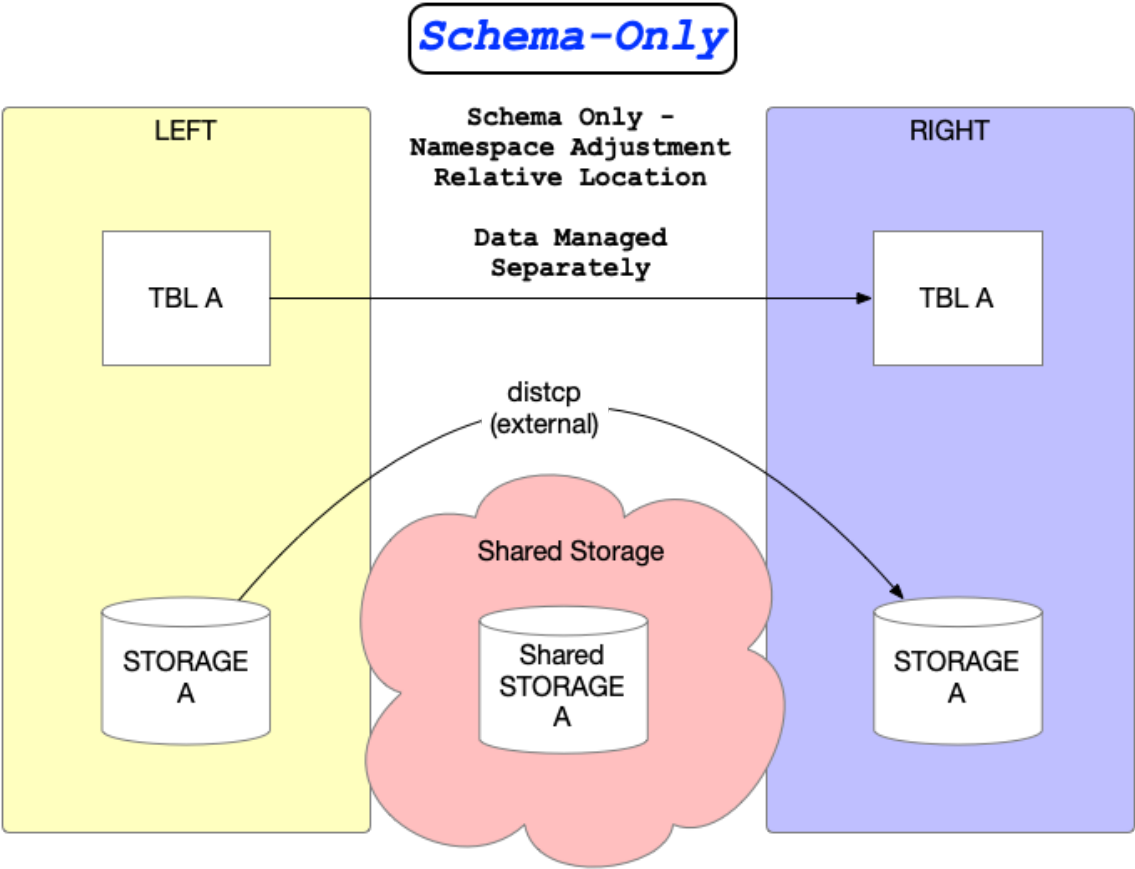 Schema-Only
LEFT
Schema Only -
Namespace Adjustment
Relative Location
Data Managed
Separately
RIGHT
TBL A
TBL A
distcp
(external)
Shared Storage
STORAGE
A
Shared
STORAGE
A
STORAGE
A